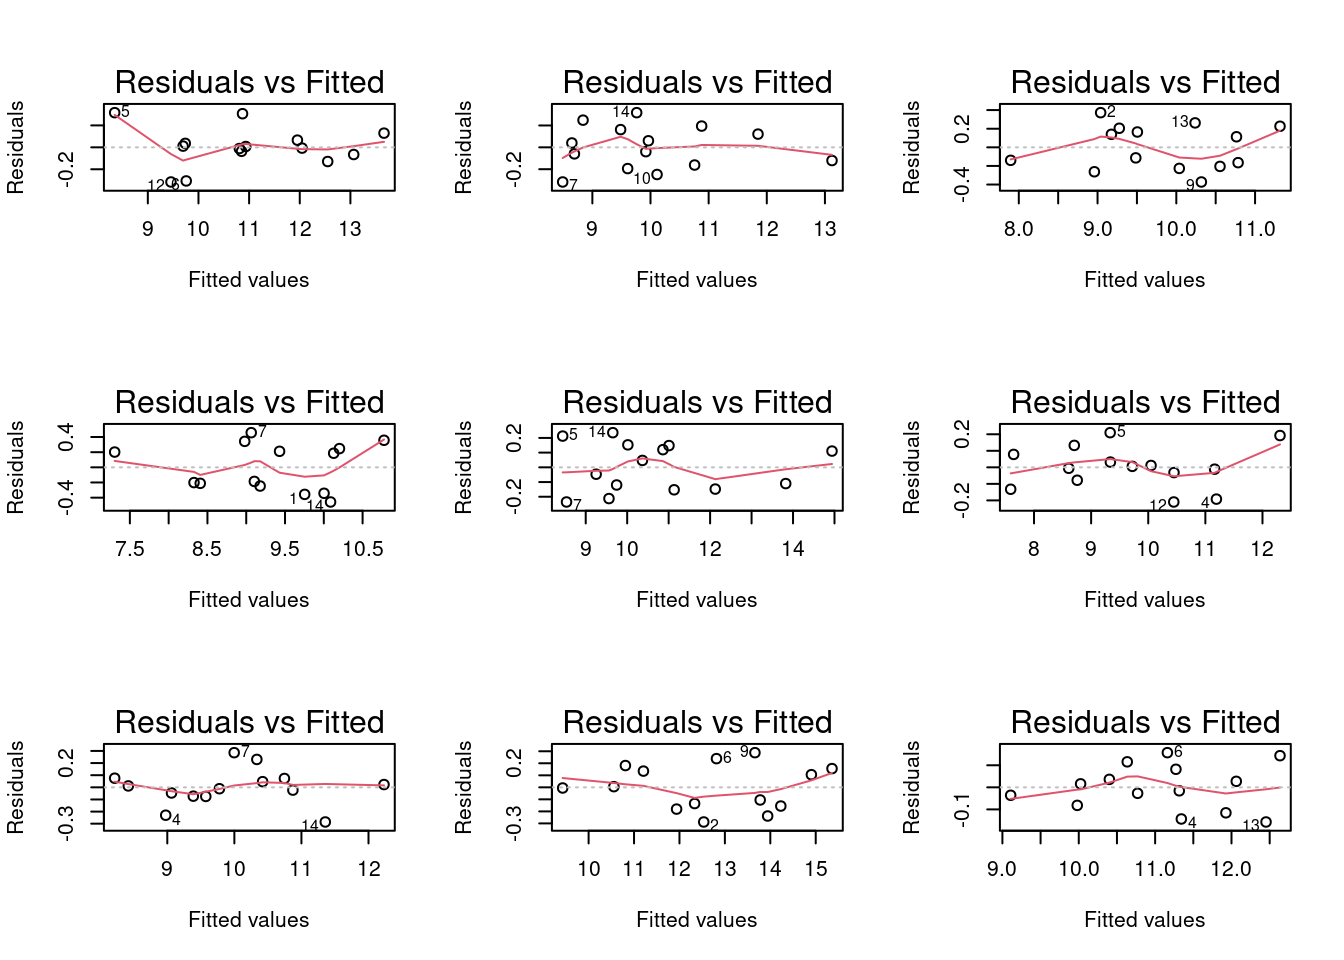 Residuals vs Fitted
Residuals
-0.2
5
12
6
9 10 11 12 13
Fitted values
Residuals vs Fitted
Residuals
-0.2
14
10
7
9 10 11 12 13
Fitted values
Residuals vs Fitted
Residuals
-0.4 0.2
2
13
9
8.0 9.0 10.0 11.0
Fitted values
Residuals vs Fitted
Residuals
-0.4 0.4
7
1
14
7.5 8.5 9.5 10.5
Fitted values
Residuals vs Fitted
Residuals
-0.2 0.2
5
14
7
9 10 12 14
Fitted values
Residuals vs Fitted
Residuals
-0.2 0.2
5
12
4
8 9 10 11 12
Fitted values
Residuals vs Fitted
Residuals
-0.3 0.2
7
4
14
9 10 11 12
Fitted values
Residuals vs Fitted
Residuals
-0.3 0.2
6
9
2
10 11 12 13 14 15
Fitted values
Residuals vs Fitted
Residuals
-0.1
6
4
13
9.0 10.0 11.0 12.0
Fitted values